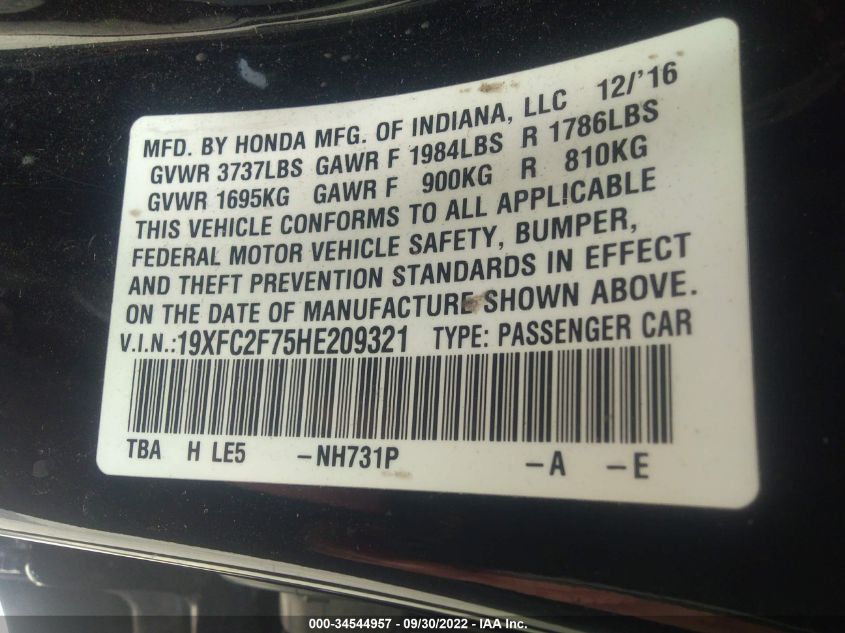 MFD. BY HONDA MFG. OF INDIANA, LLC 12/'16
GVWR 3737LBS GAWR F 1984LBS R 1786LBS
GVWR 1695KG GAWR F 900KG R 810KG
THIS VEHICLE CONFORMS TO ALL APPLICABLE
FEDERAL MOTOR VEHICLE SAFETY, BUMPER,
AND THEFT PREVENTION STANDARDS IN EFFECT
ON THE DATE OF MANUFACTURE SHOWN ABOVE.
V.I.N.:19XFC2F75HE209321 TYPE: PASSENGER CAR
TBA H LE5 -NH731P -A -E
000-34544957 - 09/30/2022 - Copyright © IAA, Inc.